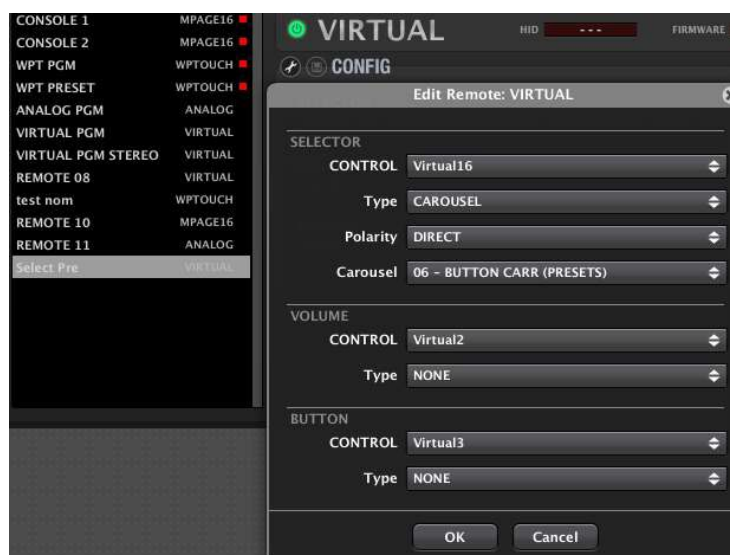 CONSOLE 1 MPAGE16
CONSOLE 2 MPAGE16
WPT PGM WPTOUCH
WPT PRESET WPTOUCH
ANALOG PGM ANALOG
VIRTUAL PGM VIRTUAL
VIRTUAL PGM STEREO VIRTUAL
REMOTE 08 VIRTUAL
test nom WPTOUCH
REMOTE 10 MPAGE16
REMOTE 11 ANALOG
Select Pre VIRTUAL
VIRTUAL HID --- FIRMWARE
CONFIG
Edit Remote: VIRTUAL
SELECTOR
CONTROL Virtual16
Type CAROUSEL
Polarity DIRECT
Carousel 06 - BUTTON CARR (PRESETS)
VOLUME
CONTROL Virtual2
Type NONE
BUTTON
CONTROL Virtual3
Type NONE
OK Cancel